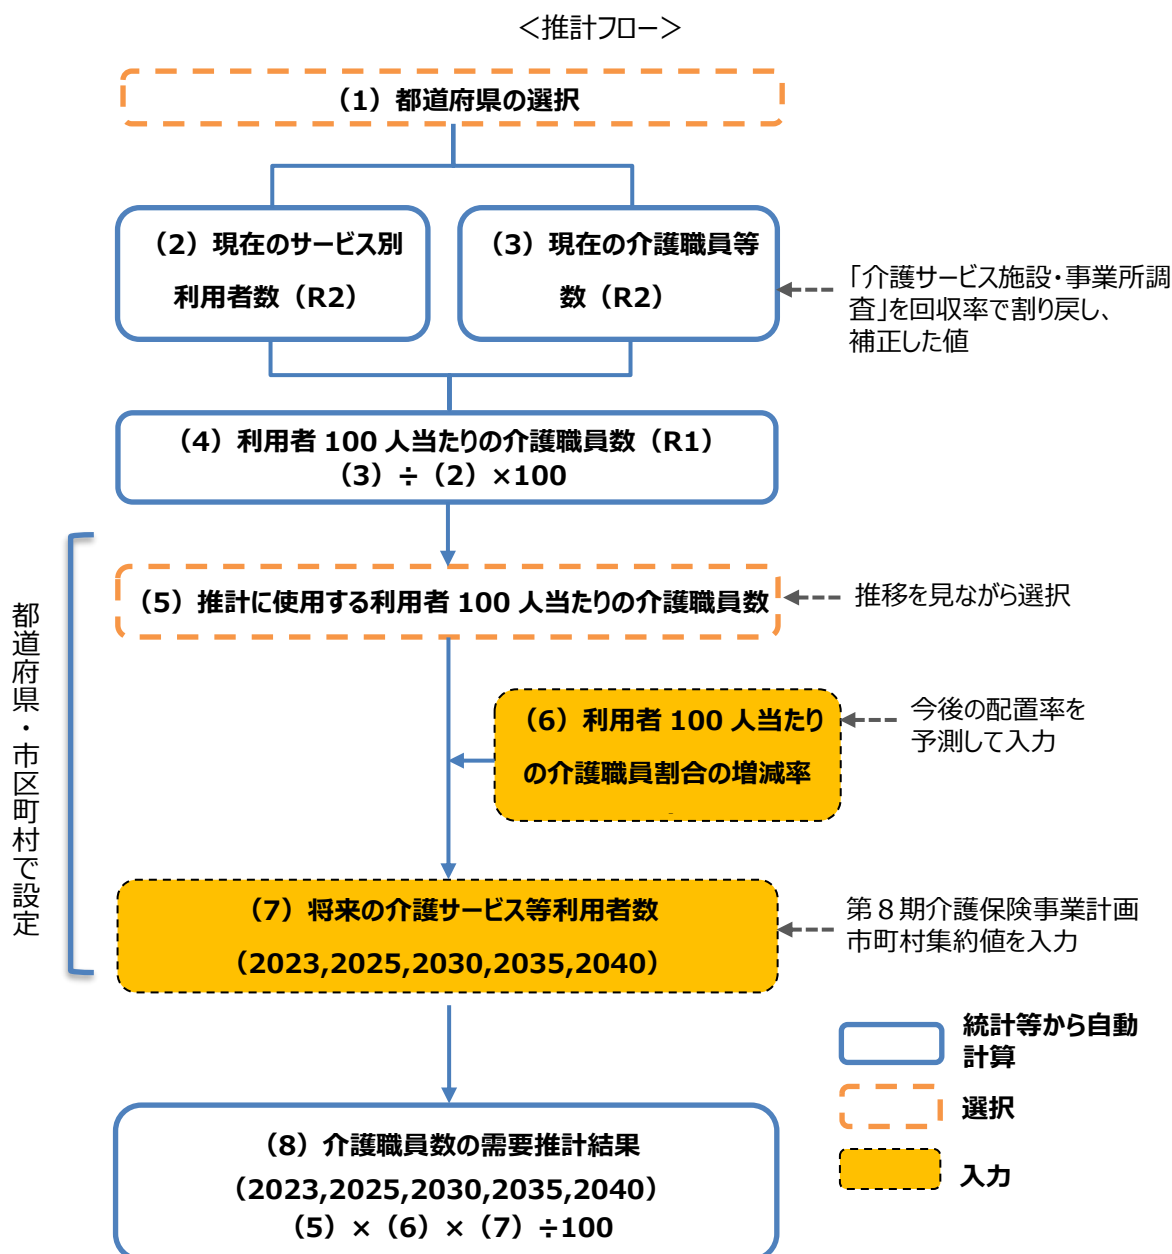 ＜推計フロー＞
（1）都道府県の選択
（2）現在のサービス別
利用者数（R2）
（3）現在の介護職員等
数（R2）
「介護サービス施設・事業所調
査」を回収率で割り戻し、
補正した値
（4）利用者 100 人当たりの介護職員数（R1）
（3）÷（2）×100
都道府県・市区町村で設定
（5）推計に使用する利用者 100 人当たりの介護職員数
推移を見ながら選択
（6）利用者 100 人当たり
の介護職員割合の増減率
今後の配置率を
予測して入力
（7）将来の介護サービス等利用者数
（2023,2025,2030,2035,2040）
第８期介護保険事業計画
市町村集約値を入力
統計等から自動
計算
選択
入力
（8）介護職員数の需要推計結果
（2023,2025,2030,2035,2040）
（5）×（6）×（7）÷100